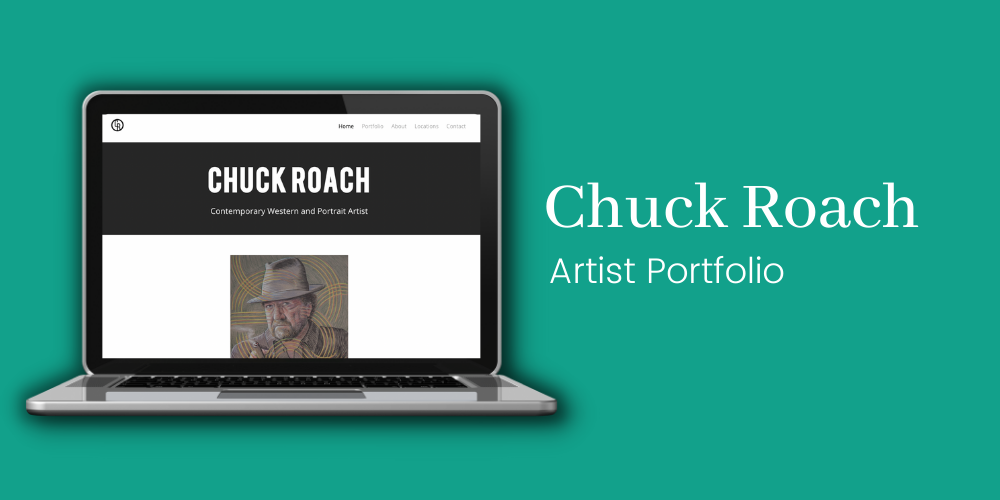 Home Portfolio About Locations Contact
CHUCK ROACH
Contemporary Western and Portrait Artist
Chuck Roach
Artist Portfolio